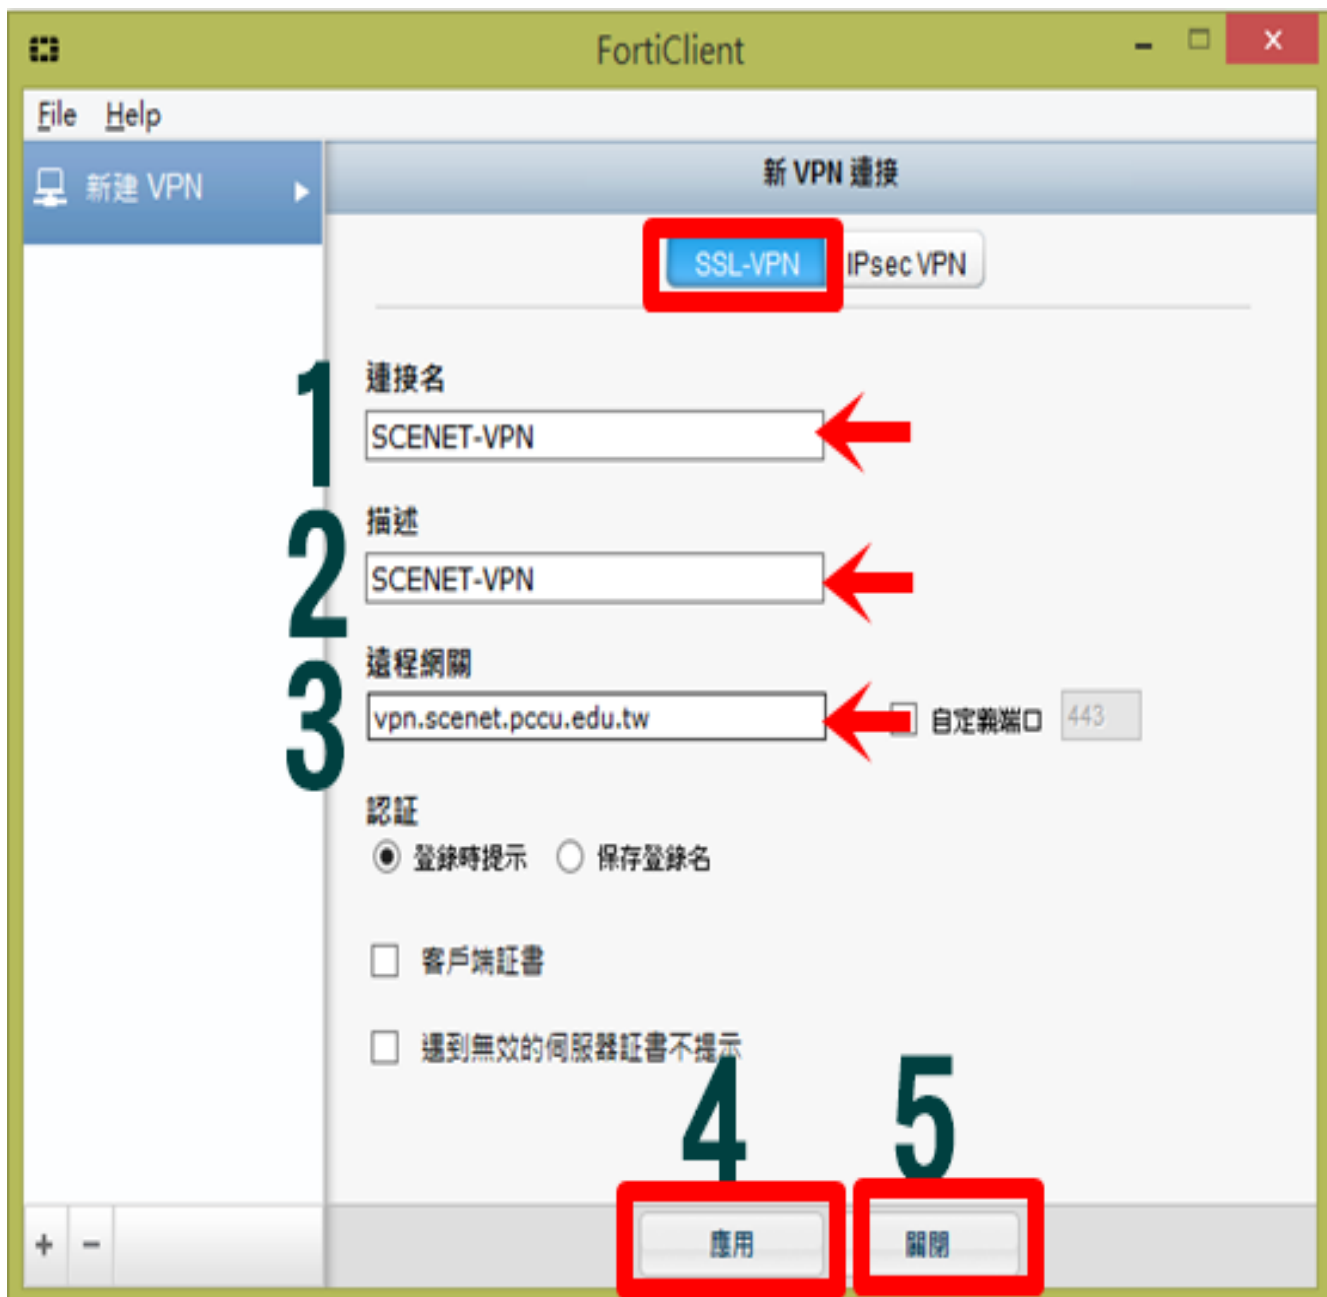 FortiClient
File Help
新建 VPN
新 VPN 連接
SSL-VPN IPsec VPN
1
連接名
SCENET-VPN
2
描述
SCENET-VPN
3
遠程網關
vpn.scenet.pccu.edu.tw 自定義端口 443
認証
登錄時提示 保存登錄名
客戶端証書
遇到無效的伺服器証書不提示
4 5
應用 關閉